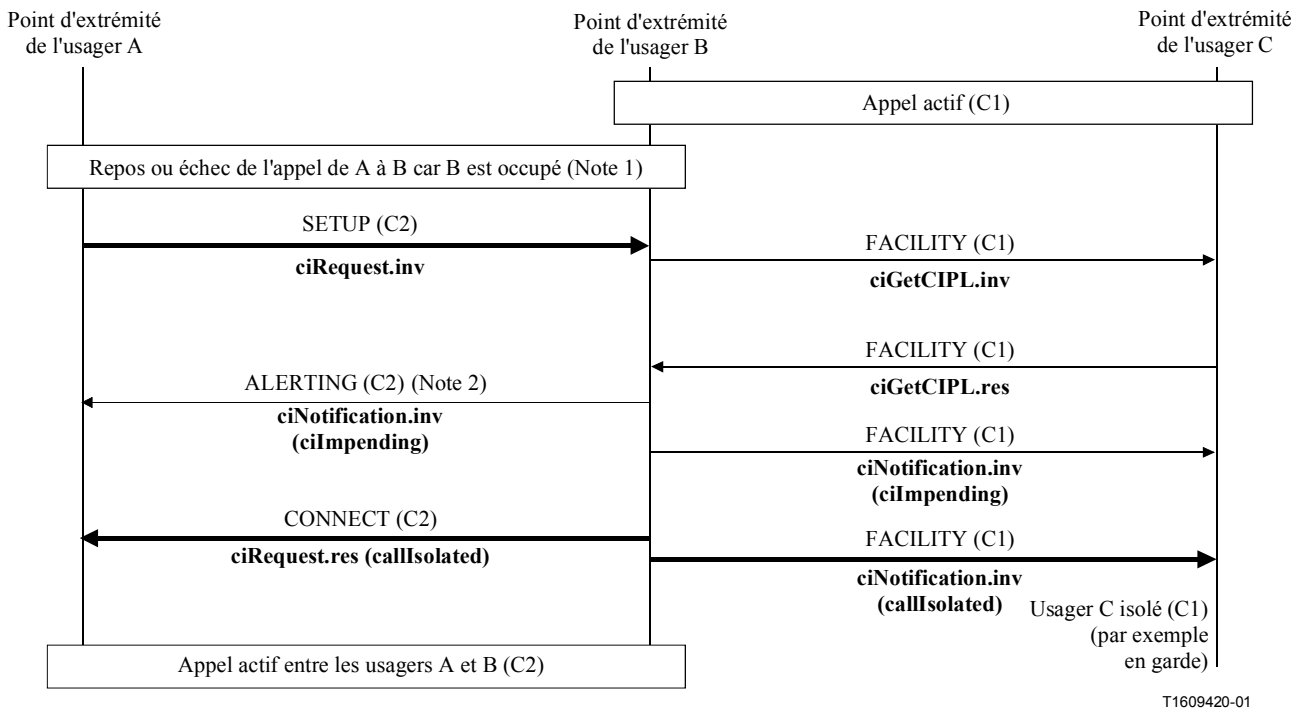 Point d'extrémité
de l'usager A
Point d'extrémité
de l'usager B
Point d'extrémité
de l'usager C
Appel actif (C1)
Repos ou échec de l'appel de A à B car B est occupé (Note 1)
SETUP (C2)
ciRequest.inv
FACILITY (C1)
ciGetCIPL.inv
FACILITY (C1)
ciGetCIPL.res
ALERTING (C2) (Note 2)
ciNotification.inv
(ciImpending)
FACILITY (C1)
ciNotification.inv
(ciImpending)
CONNECT (C2)
ciRequest.res (callIsolated)
FACILITY (C1)
ciNotification.inv
(callIsolated)
Usager C isolé (C1)
(par exemple
en garde)
Appel actif entre les usagers A et B (C2)
T1609420-01